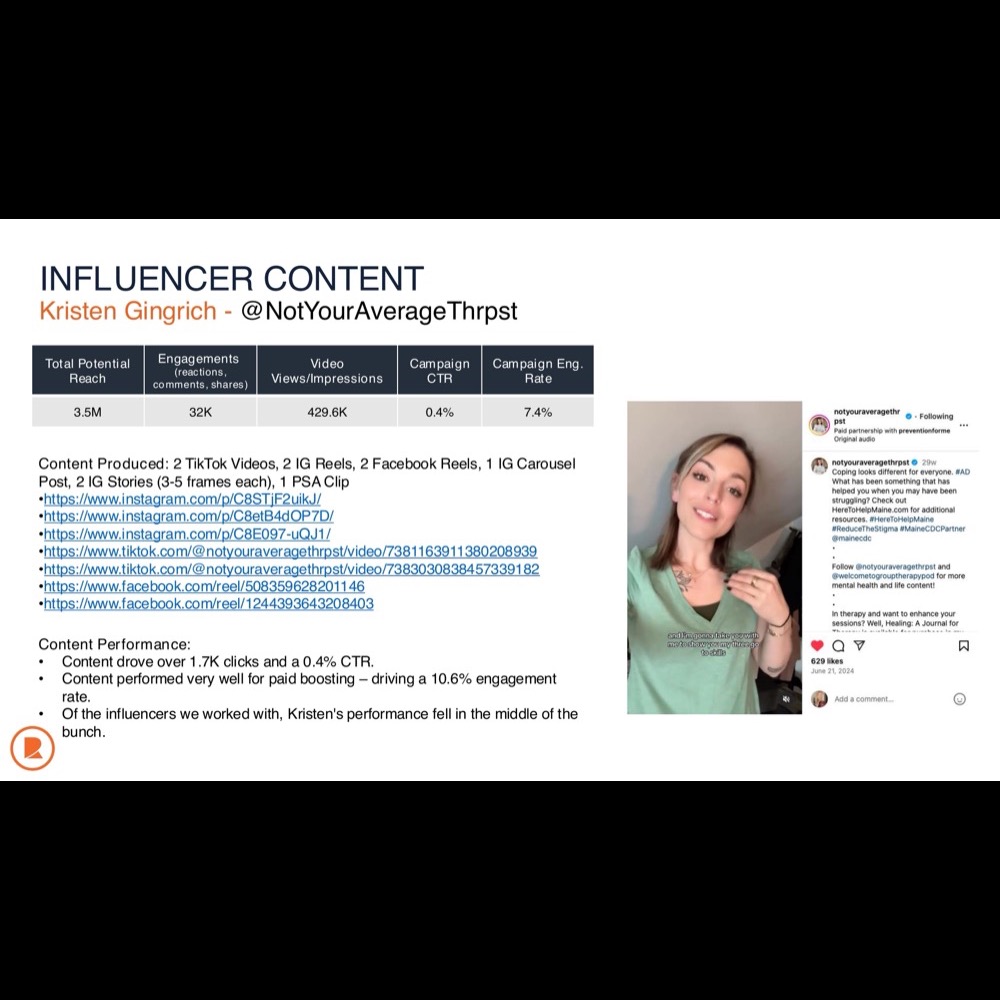 INFLUENCER CONTENT
Kristen Gingrich - @NotYourAverageThrpst
Total Potential
Reach
Engagements
(reactions,
comments, shares)
Video
Views/Impressions
Campaign
CTR
Campaign Eng.
Rate
3.5M
32K
429.6K
0.4%
7.4%
Content Produced: 2 TikTok Videos, 2 IG Reels, 2 Facebook Reels, 1 IG Carousel
Post, 2 IG Stories (3-5 frames each), 1 PSA Clip
•https://www.instagram.com/p/C8STjF2uikJ/
•https://www.instagram.com/p/C8etB4dOP7D/
•https://www.instagram.com/p/C8E097-uQJ1/
•https://www.tiktok.com/@notyouraveragethrpst/video/7381163911380208939
•https://www.tiktok.com/@notyouraveragethrpst/video/7383030838457339182
•https://www.facebook.com/reel/508359628201146
•https://www.facebook.com/reel/1244393643208403
Content Performance:
• Content drove over 1.7K clicks and a 0.4% CTR.
• Content performed very well for paid boosting – driving a 10.6% engagement
rate.
• Of the influencers we worked with, Kristen's performance fell in the middle of the
bunch.
R
and I'm gonna take you with
me to show you my three go
to skills
notyouraveragethr
pst • Following
Paid partnership with preventionforme
Original audio
...
notyouraveragethrpst 29w
Coping looks different for everyone. #AD
What has been something that has
helped you when you may have been
struggling? Check out
HereToHelpMaine.com for additional
resources. #HereToHelpMaine
#ReduceTheStigma #MaineCDCPartner
@mainecdc
.
.
Follow @notyouraveragethrpst and
@welcometogrouptherapypod for more
mental health and life content!
.
.
In therapy and want to enhance your
sessions? Well, Healing: A Journal for
629 likes
June 21, 2024
Add a comment...